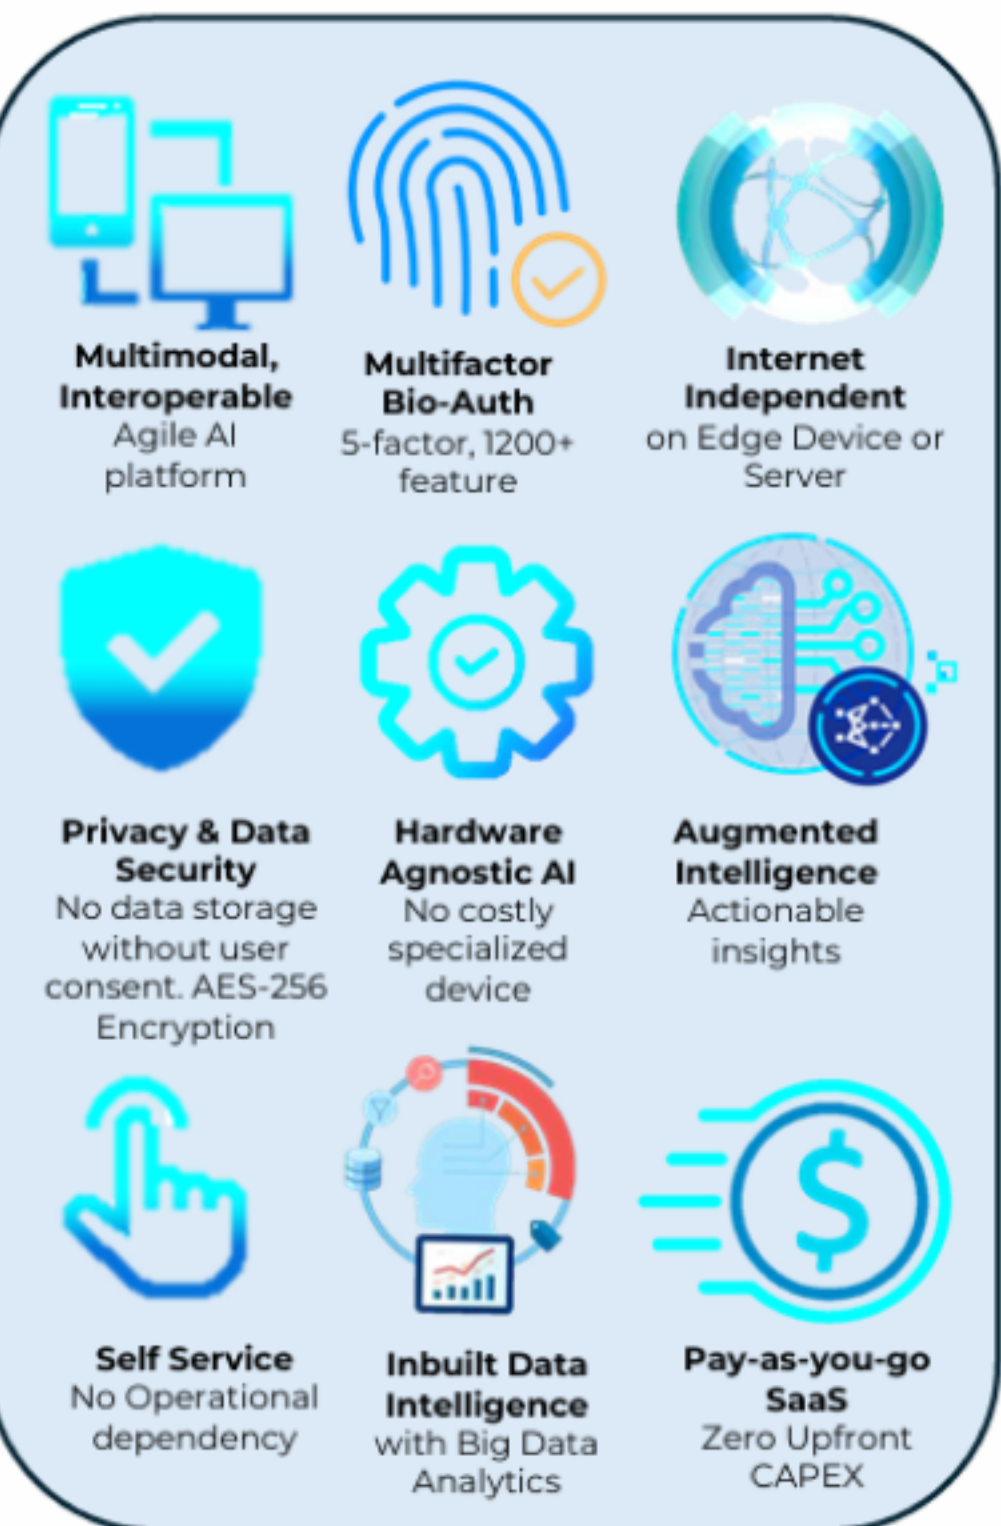 Multimodal,
Interoperable
Agile AI
platform
Multifactor
Bio-Auth
5-factor, 1200+
feature
Internet
Independent
on Edge Device or
Server
Privacy & Data
Security
No data storage
without user
consent. AES-256
Encryption
Hardware
Agnostic AI
No costly
specialized
device
Augmented
Intelligence
Actionable
insights
Self Service
No Operational
dependency
Inbuilt Data
Intelligence
with Big Data
Analytics
$
Pay-as-you-go
SaaS
Zero Upfront
CAPEX